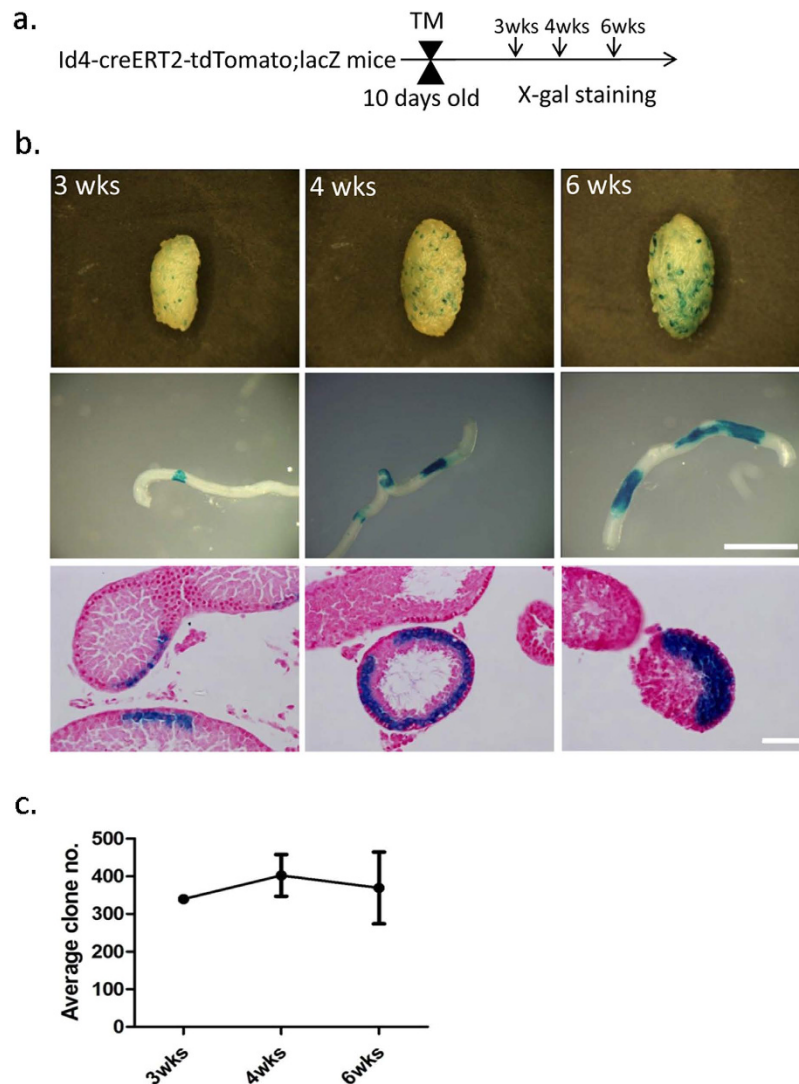 a.
TM
3wks 4wks 6wks
Id4-creERT2-tdTomato;lacZ mice
10 days old
X-gal staining
b.
3 wks
4 wks
6 wks
c.
Average clone no.
500
400
300
200
100
0
3wks
4wks
6wks